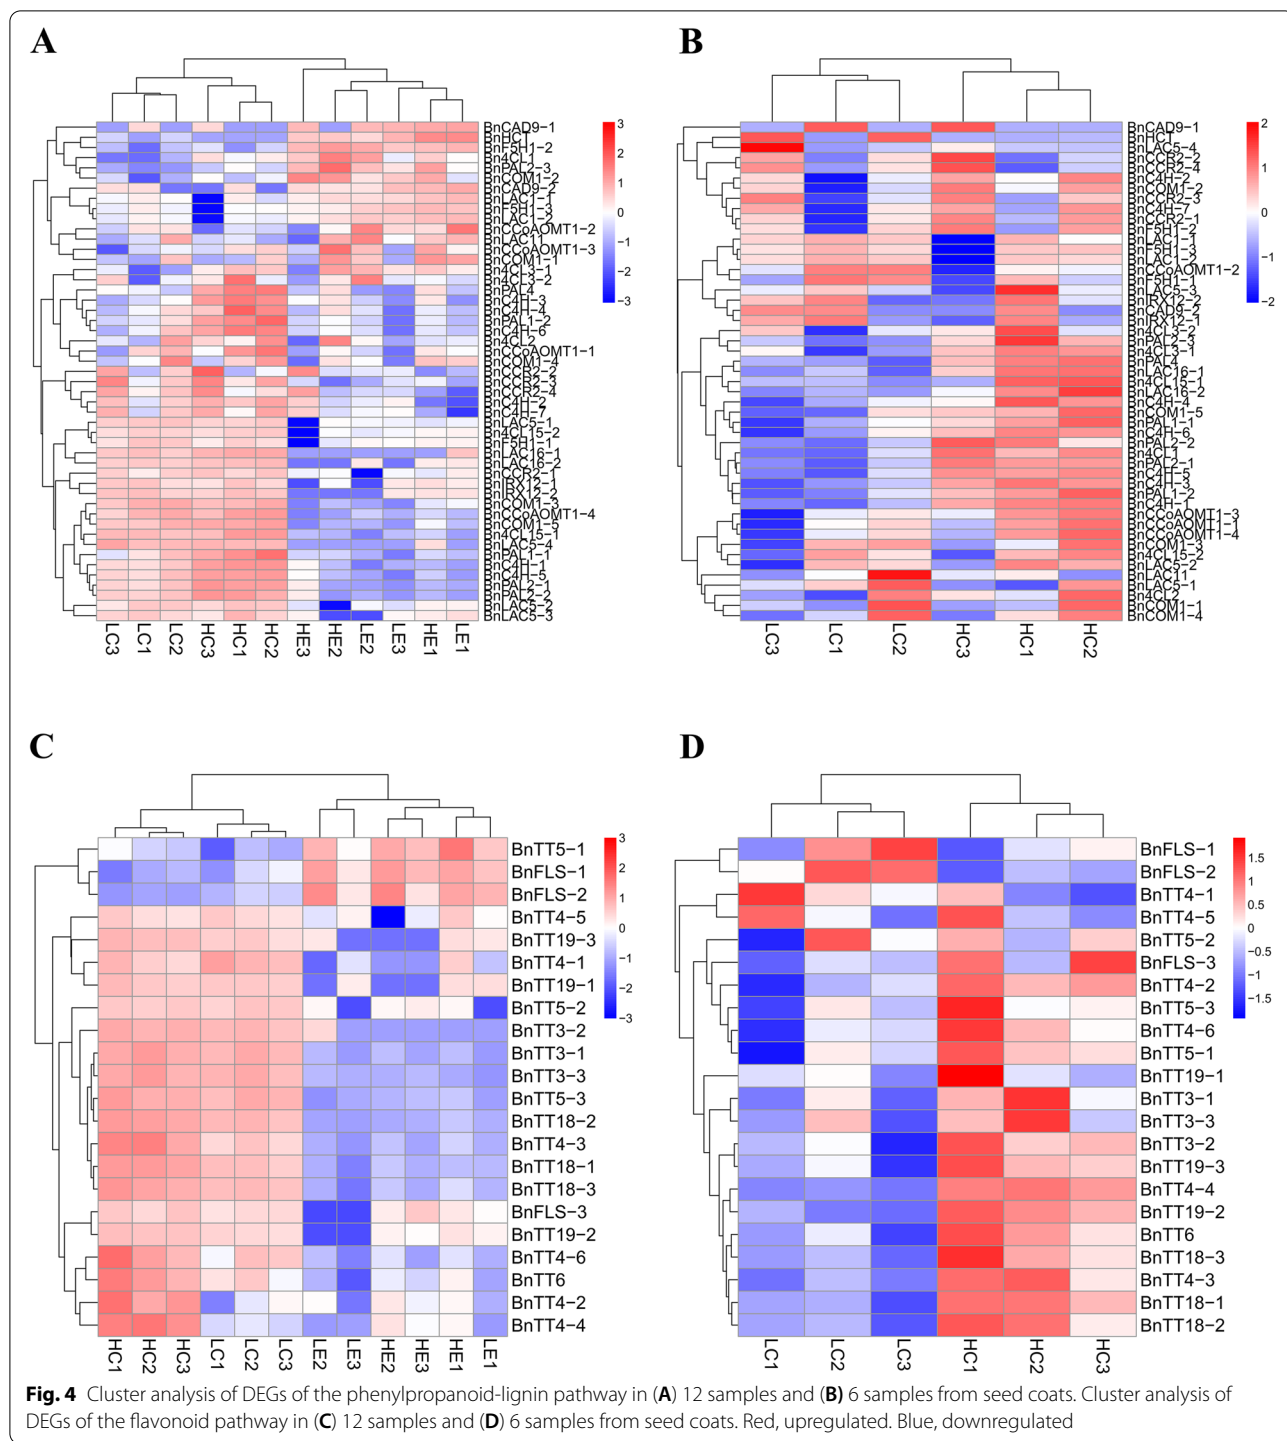 A
BnCAD9-1
BnHCT
BnF5H1-2
Bn4CL1
BnPAL2-3
BnCOM1-2
BnCAD9-2
BnLAC1-1
BnF5H1-3
BnLAC1-2
BnCCoAOMT1-2
BnLAC11
BnCCoAOMT1-3
BnCOM1-1
Bn4CL3-1
Bn4CL3-2
BnPAL4
BnC4H-3
BnC4H-4
BnPAL1-2
BnC4H-6
Bn4CL2
BnCCoAOMT1-1
BnCOM1-4
BnCCR2-2
BnCCR2-3
BnCCR2-4
BnC4H-2
BnC4H-7
BnLAC5-1
Bn4CL15-2
BnF5H1-1
BnLAC16-1
BnLAC16-2
BnCCR2-1
BnIRX12-1
BnIRX12-2
BnCOM1-3
BnCCoAOMT1-4
BnCOM1-5
Bn4CL15-1
BnLAC5-4
BnPAL1-1
BnC4H-1
BnC4H-5
BnPAL2-1
BnPAL2-2
BnLAC5-2
BnLAC5-3
LC3 LC1 LC2 HC3 HC1 HC2 HE3 HE2 LE2 LE3 HE1 LE1
3
2
1
0
−1
−2
−3
B
BnCAD9-1
BnHCT
BnLAC5-4
BnCCR2-2
BnCCR2-4
BnC4H-2
BnCOM1-2
BnCCR2-3
BnC4H-7
BnCCR2-1
BnF5H1-2
BnLAC1-1
BnF5H1-3
BnLAC1-2
BnCCoAOMT1-2
BnF5H1-1
BnLAC5-3
BnIRX12-2
BnCAD9-2
BnIRX12-1
Bn4CL3-2
BnPAL2-3
Bn4CL3-1
BnPAL4
BnLAC16-1
Bn4CL15-1
BnLAC16-2
BnC4H-4
BnCOM1-5
BnPAL1-1
BnC4H-6
BnPAL2-2
Bn4CL1
BnPAL2-1
BnC4H-5
BnC4H-3
BnPAL1-2
BnC4H-1
BnCCoAOMT1-3
BnCCoAOMT1-1
BnCCoAOMT1-4
BnCOM1-3
Bn4CL15-2
BnLAC5-2
BnLAC11
BnLAC5-1
Bn4CL2
BnCOM1-1
BnCOM1-4
LC3 LC1 LC2 HC3 HC1 HC2
2
1
0
−1
−2
C
BnTT5-1
BnFLS-1
BnFLS-2
BnTT4-5
BnTT19-3
BnTT4-1
BnTT19-1
BnTT5-2
BnTT3-2
BnTT3-1
BnTT3-3
BnTT5-3
BnTT18-2
BnTT4-3
BnTT18-1
BnTT18-3
BnFLS-3
BnTT19-2
BnTT4-6
BnTT6
BnTT4-2
BnTT4-4
HC1 HC2 HC3 LC1 LC2 LC3 LE2 LE3 HE2 HE3 HE1 LE1
3
2
1
0
−1
−2
−3
D
BnFLS-1
BnFLS-2
BnTT4-1
BnTT4-5
BnTT5-2
BnFLS-3
BnTT4-2
BnTT5-3
BnTT4-6
BnTT5-1
BnTT19-1
BnTT3-1
BnTT3-3
BnTT3-2
BnTT19-3
BnTT4-4
BnTT19-2
BnTT6
BnTT18-3
BnTT4-3
BnTT18-1
BnTT18-2
LC1 LC2 LC3 HC1 HC2 HC3
1.5
1
0.5
0
−0.5
−1
−1.5
Fig. 4 Cluster analysis of DEGs of the phenylpropanoid-lignin pathway in (A) 12 samples and (B) 6 samples from seed coats. Cluster analysis of
DEGs of the flavonoid pathway in (C) 12 samples and (D) 6 samples from seed coats. Red, upregulated. Blue, downregulated